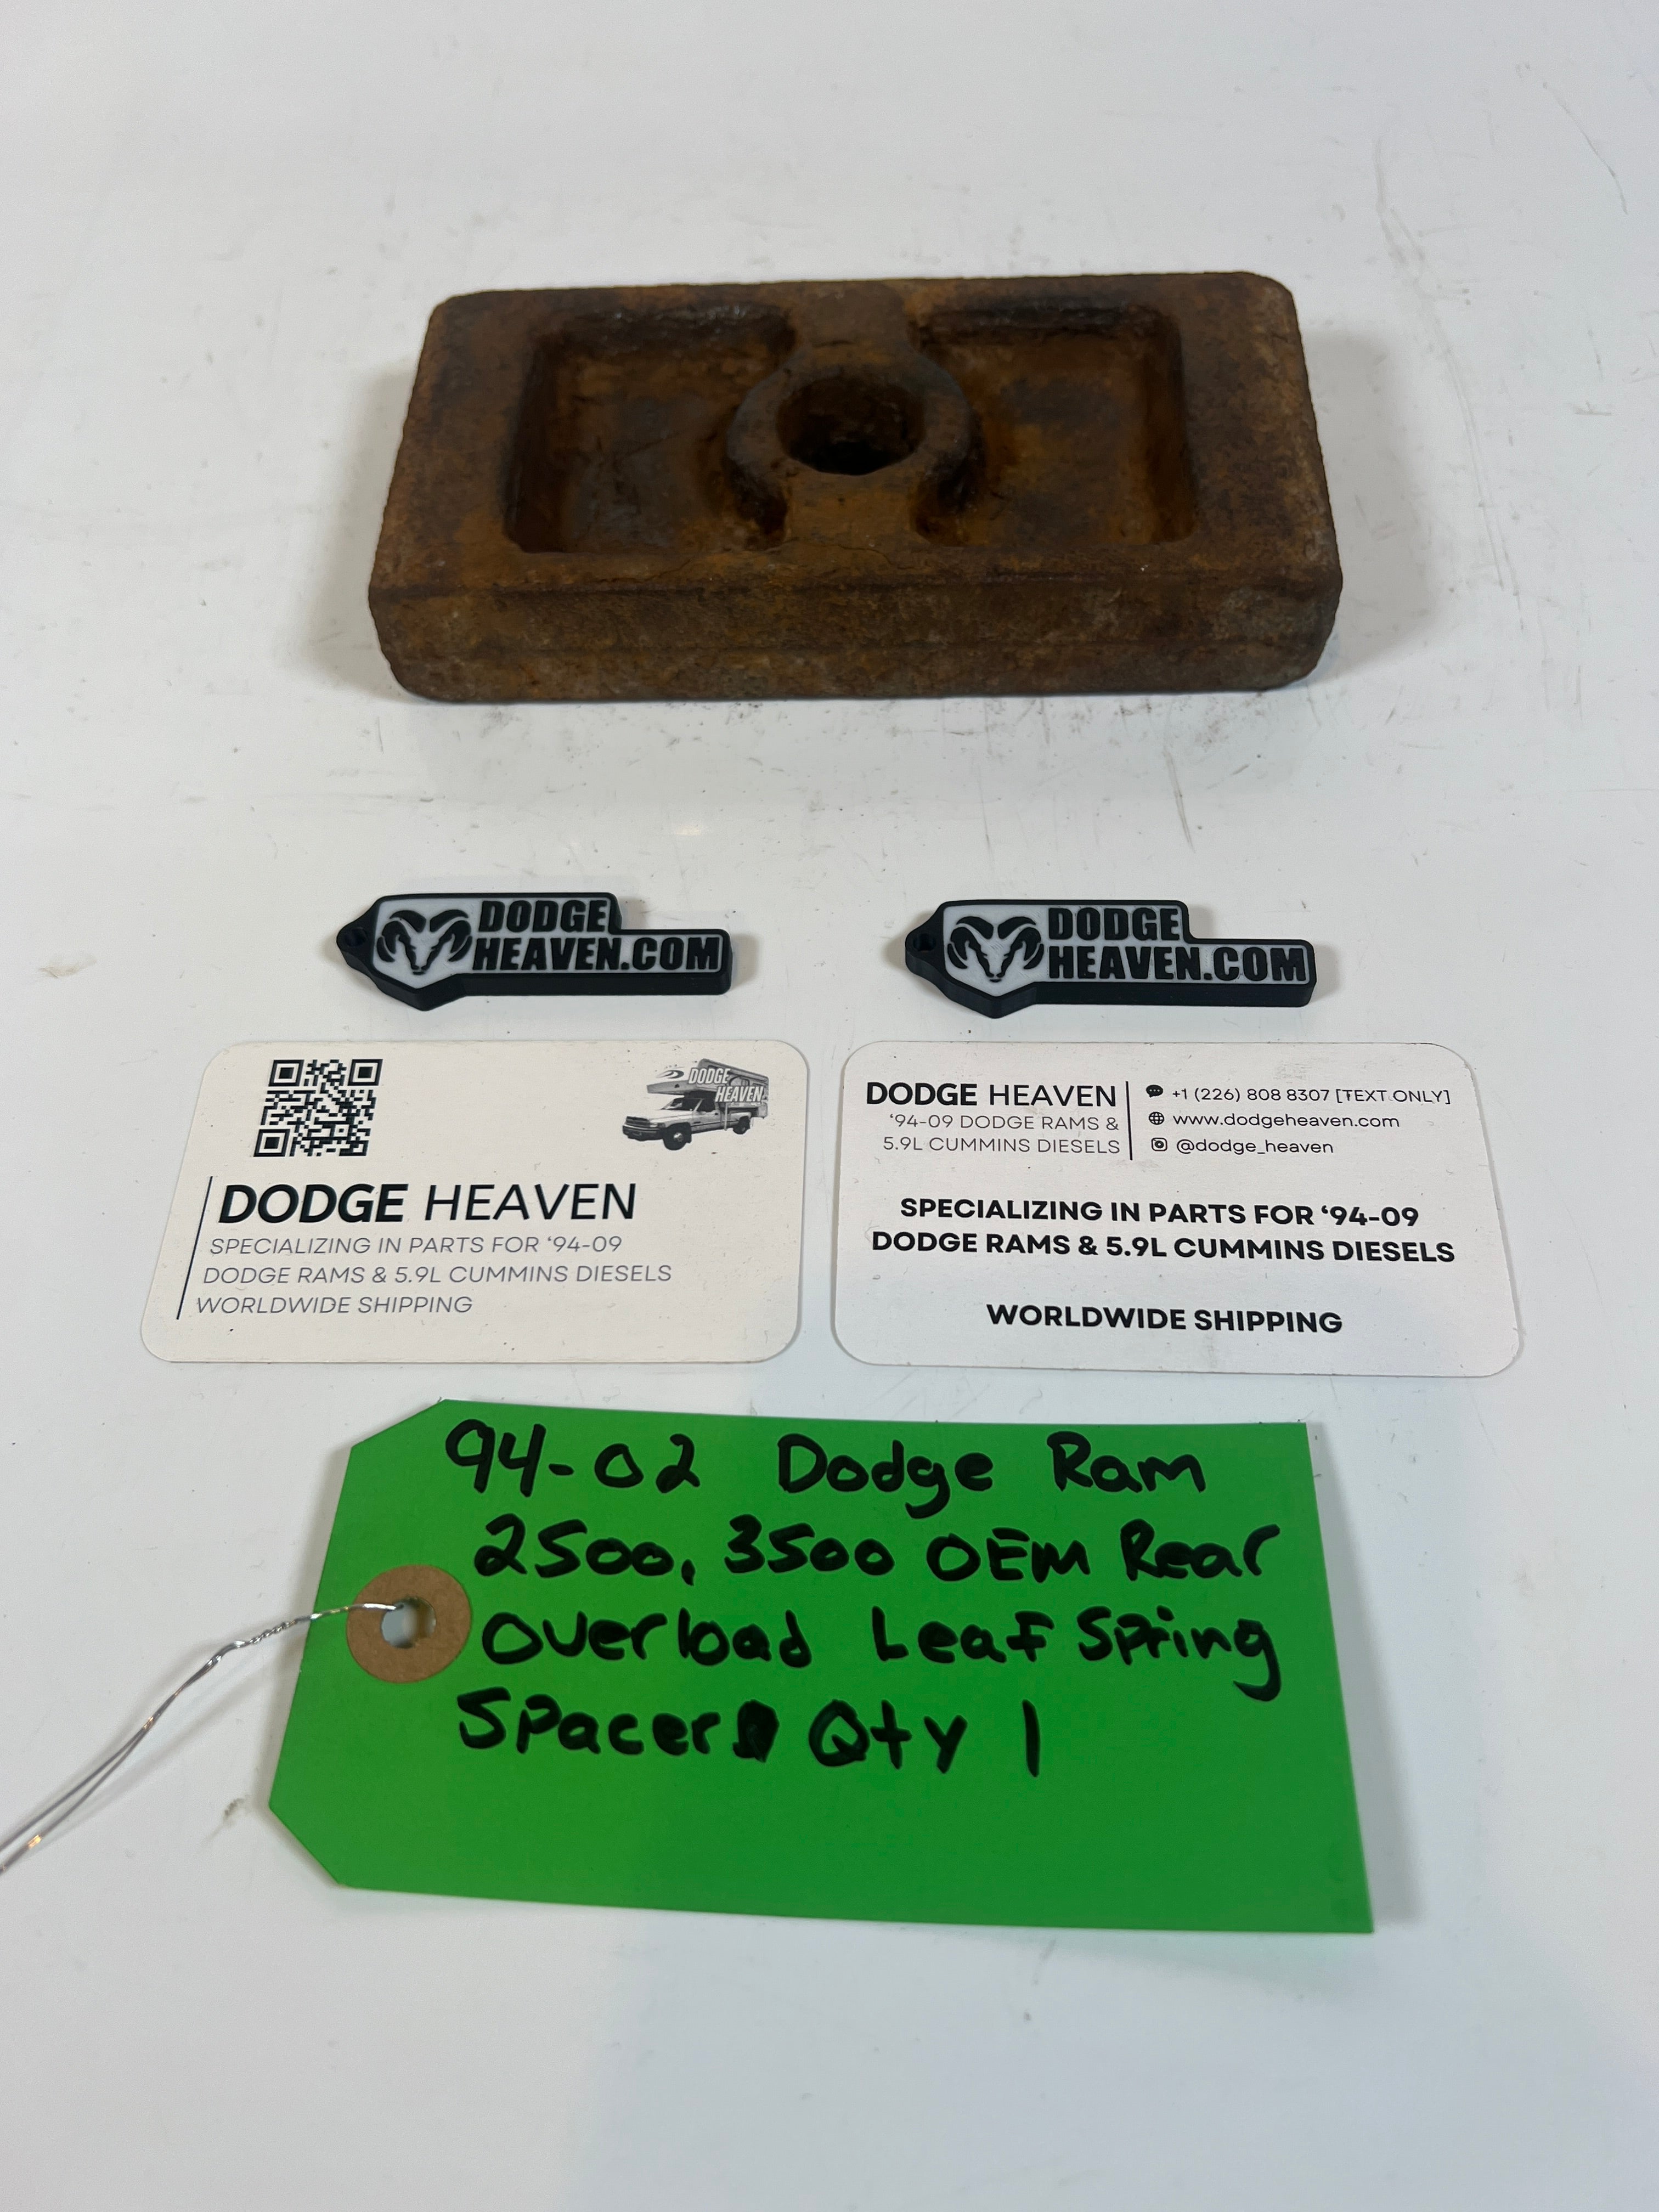 DODGE
HEAVEN.COM
DODGE
HEAVEN.COM
DODGE
HEAVEN
DODGE HEAVEN
SPECIALIZING IN PARTS FOR ‘94-09
DODGE RAMS & 5.9L CUMMINS DIESELS
WORLDWIDE SHIPPING
DODGE HEAVEN
‘94-09 DODGE RAMS &
5.9L CUMMINS DIESELS
+1 (226) 808 8307 [TEXT ONLY]
www.dodgeheaven.com
@dodge_heaven
SPECIALIZING IN PARTS FOR ‘94-09
DODGE RAMS & 5.9L CUMMINS DIESELS
WORLDWIDE SHIPPING
94-02 Dodge Ram
2500, 3500 OEM Rear
Overload Leaf Spring
Spacer Qty 1